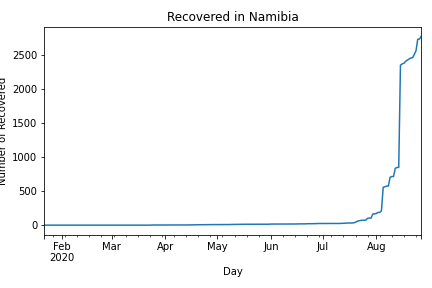 Recovered in Namibia
Number of Recovered
2500
2000
1500
1000
500
0
Feb
2020
Mar
Apr
May
Jun
Jul
Aug
Day